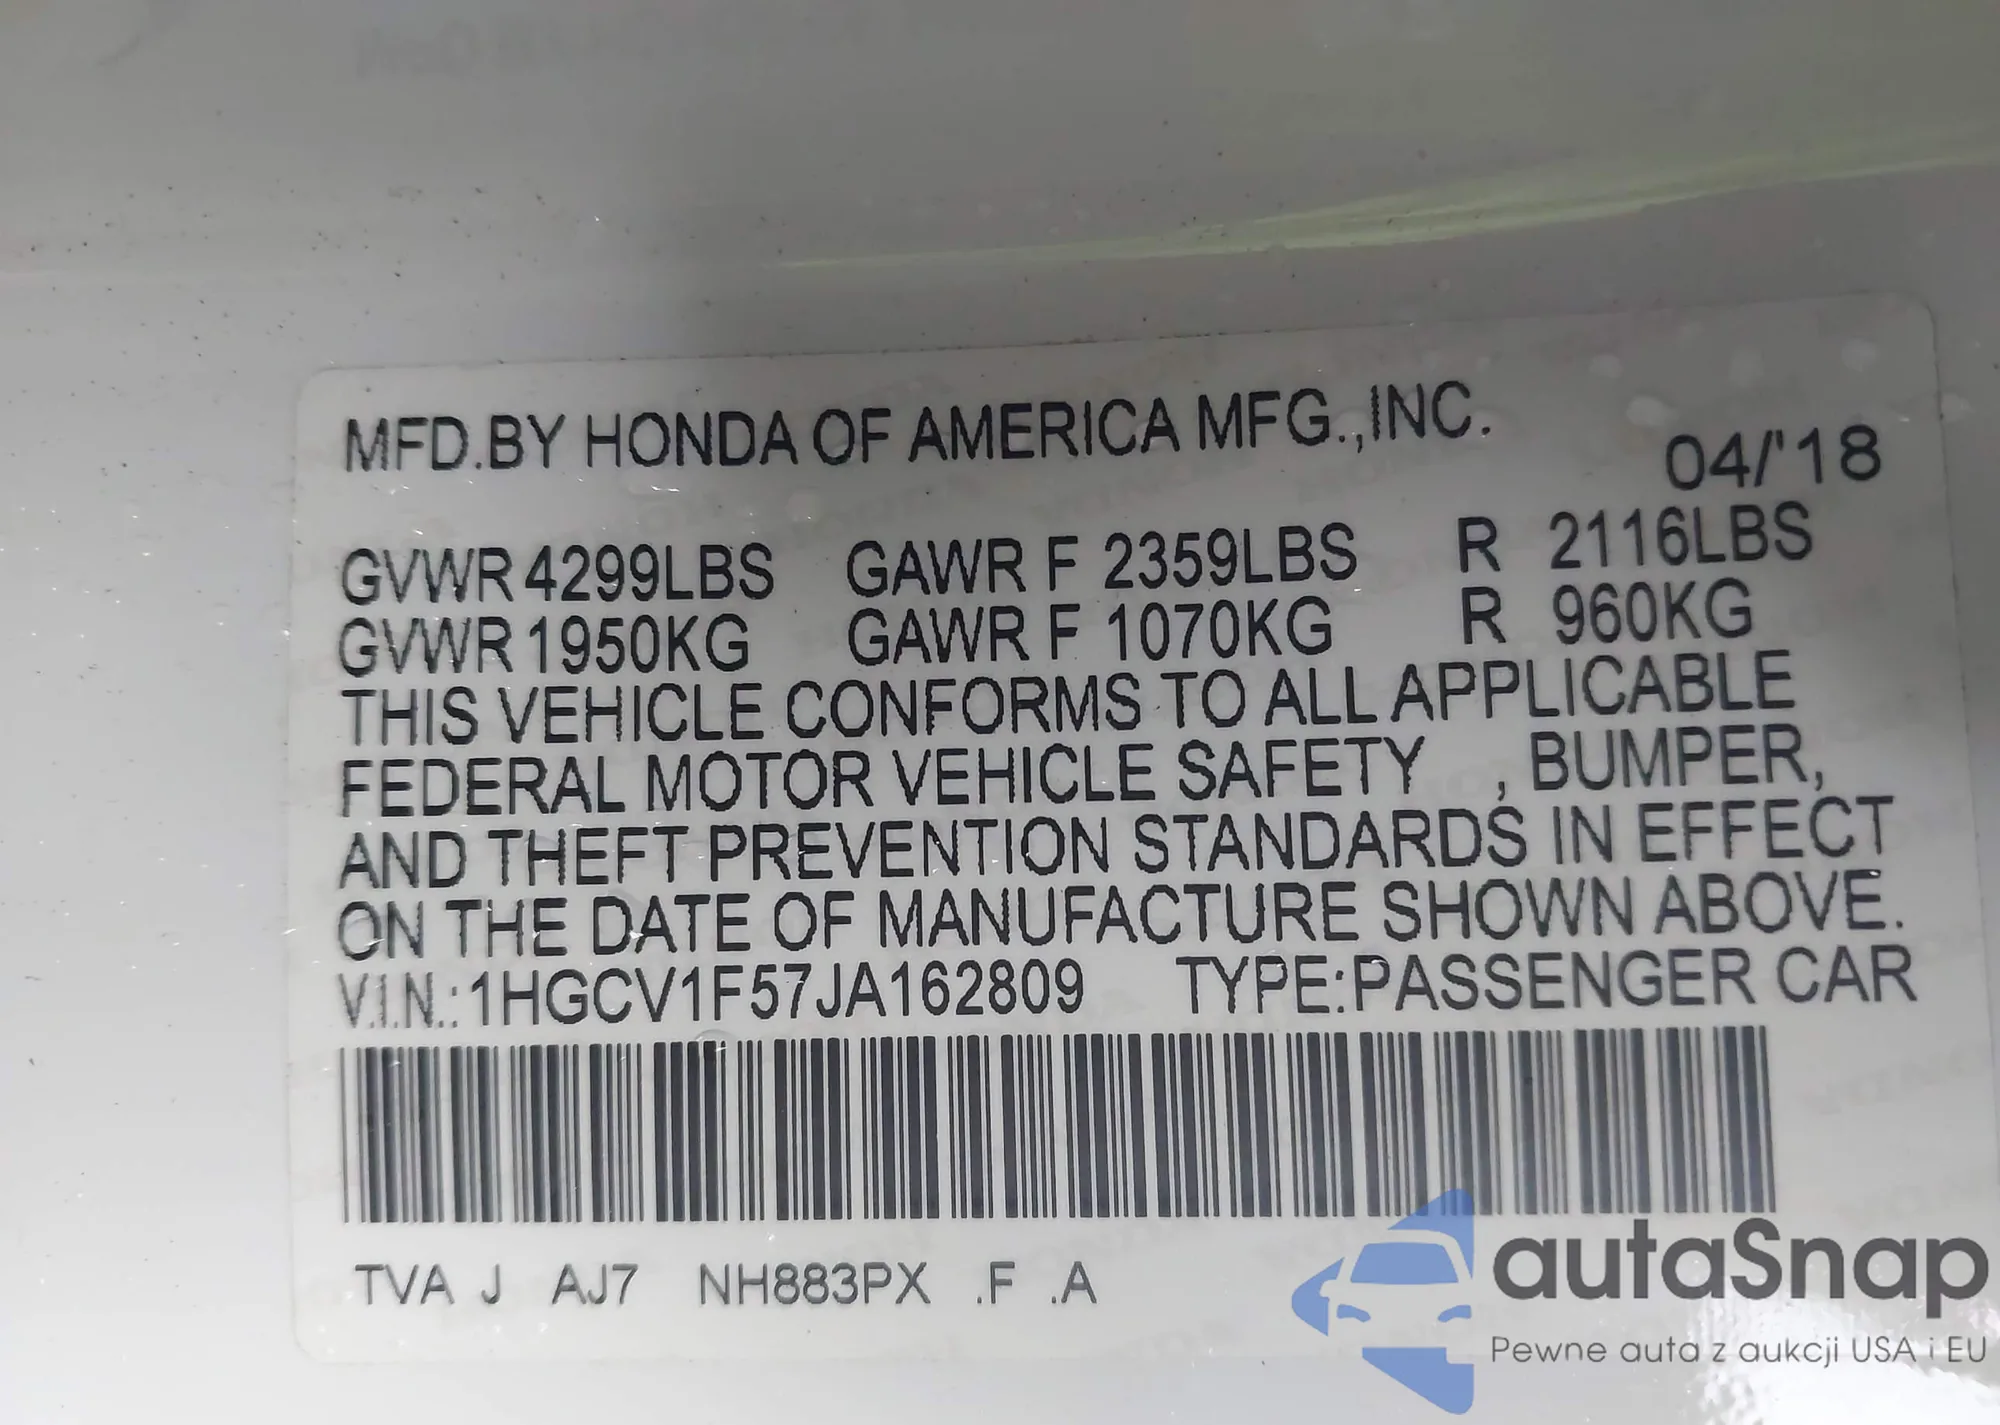 MFD.BY HONDA OF AMERICA MFG.,INC.
04/'18
GVWR 4299LBS GAWR F 2359LBS R 2116LBS
GVWR 1950KG GAWR F 1070KG R 960KG
THIS VEHICLE CONFORMS TO ALL APPLICABLE
FEDERAL MOTOR VEHICLE SAFETY , BUMPER,
AND THEFT PREVENTION STANDARDS IN EFFECT
ON THE DATE OF MANUFACTURE SHOWN ABOVE.
V.I.N.:1HGCV1F57JA162809 TYPE:PASSENGER CAR
TVA J AJ7 NH883PX .F .A
autaSnap
Pewne auta z aukcji USA i EU